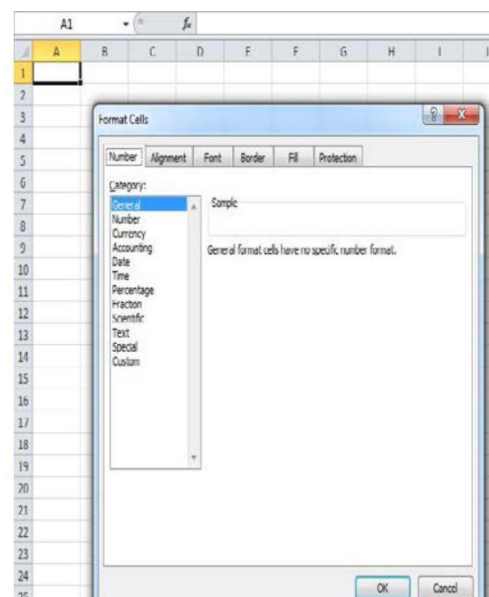 A1 fx
A B C D E F G H I
1
2
3
4
5
6
7
8
9
10
11
12
13
14
15
16
17
18
19
20
21
22
23
24
25
Format Cells
Number Alignment Font Border Fill Protection
Category:
General
Number
Currency
Accounting
Date
Time
Percentage
Fraction
Scientific
Text
Special
Custom
Sample
General format cells have no specific number format.
OK Cancel